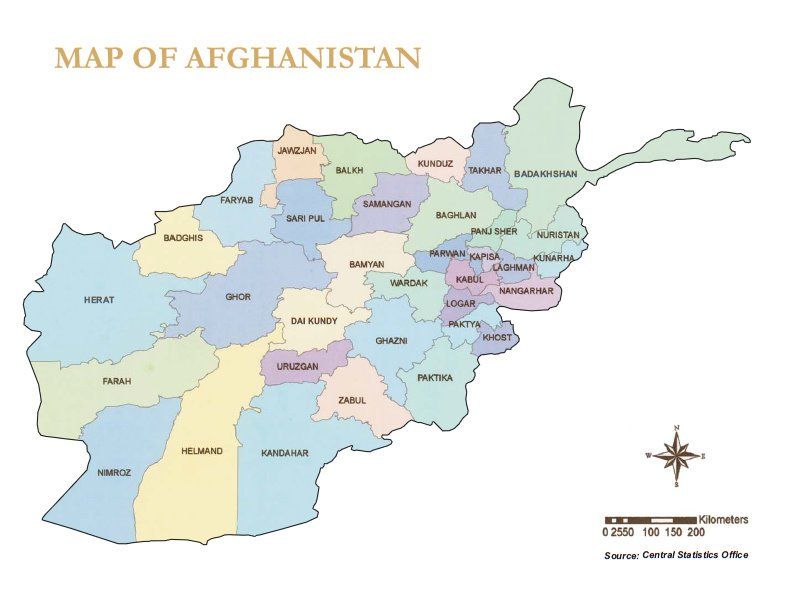 MAP OF AFGHANISTAN
JAWZJAN
BALKH
KUNDUZ
TAKHAR
BADAKHSHAN
FARYAB
SARI PUL
SAMANGAN
BAGHLAN
PANJ SHER
NURISTAN
BADGHIS
BAMYAN
PARWAN
KAPISA
KUNARHA
LAGHMAN
HERAT
GHOR
WARDAK
KABUL
NANGARHAR
LOGAR
DAI KUNDY
GHAZNI
PAKTYA
KHOST
FARAH
URUZGAN
PAKTIKA
ZABUL
HELMAND
KANDAHAR
NIMROZ
N
W
E
S
Kilometers
0 2550 100 150 200
Source: Central Statistics Office